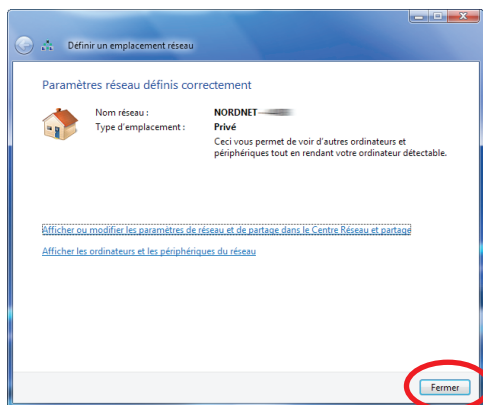 Définir un emplacement réseau
Paramètres réseau définis correctement
Nom réseau : NORDNET
Type d'emplacement : Privé
Ceci vous permet de voir d'autres ordinateurs et
périphériques tout en rendant votre ordinateur détectable.
Afficher ou modifier les paramètres de réseau et de partage dans le Centre Réseau et partage
Afficher les ordinateurs et les périphériques du réseau
Fermer